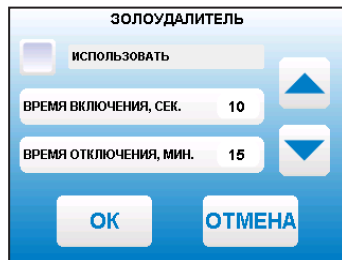 ЗОЛОУДАЛИТЕЛЬ
ИСПОЛЬЗОВАТЬ
ВРЕМЯ ВКЛЮЧЕНИЯ, СЕК. 10
ВРЕМЯ ОТКЛЮЧЕНИЯ, МИН. 15
ОК ОТМЕНА